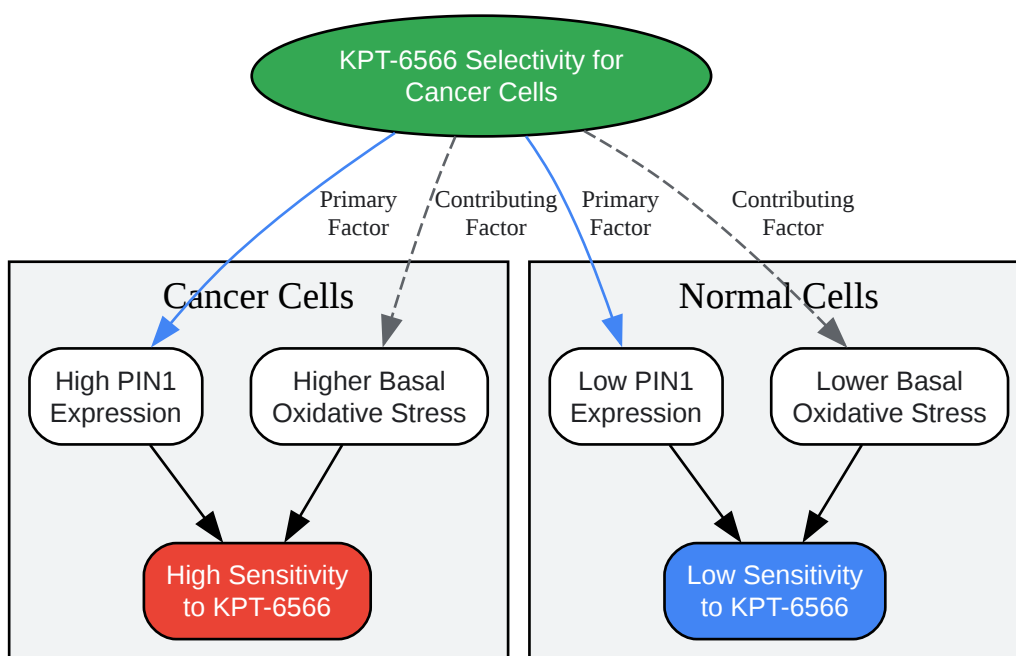 KPT-6566 Selectivity for
Cancer Cells
Primary
Factor
Contributing
Factor
Primary
Factor
Contributing
Factor
Cancer Cells
High PIN1
Expression
Higher Basal
Oxidative Stress
High Sensitivity
to KPT-6566
Normal Cells
Low PIN1
Expression
Lower Basal
Oxidative Stress
Low Sensitivity
to KPT-6566